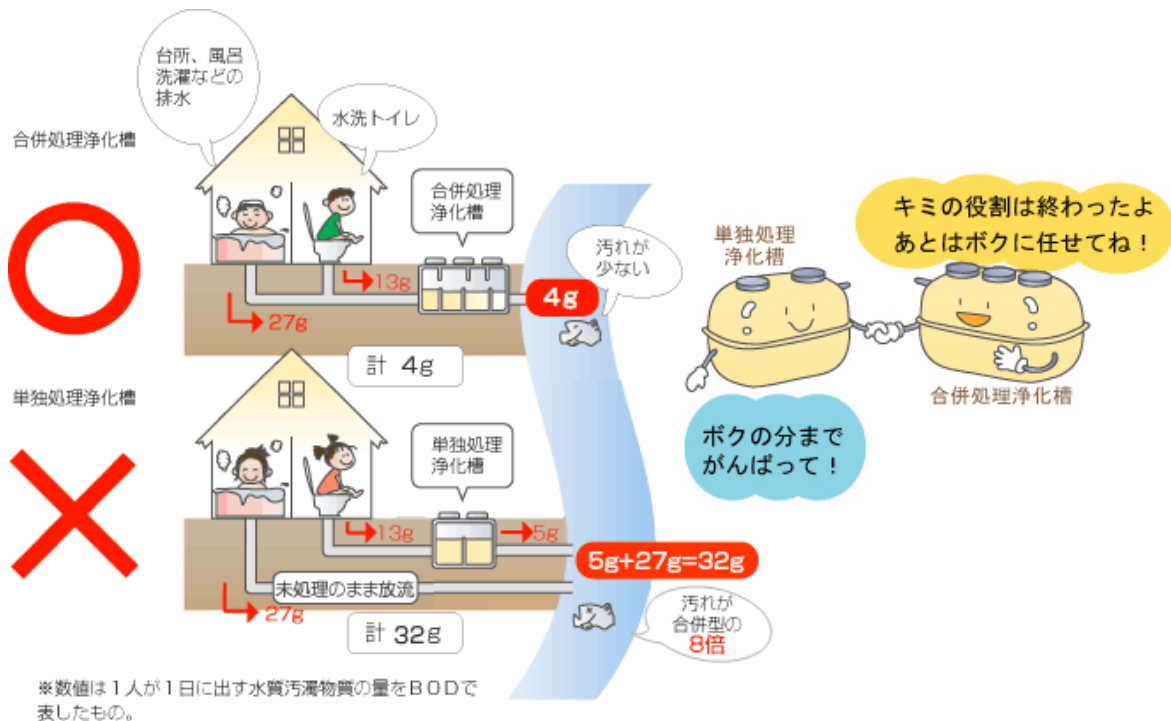 台所、風呂
洗濯などの
排水
水洗トイレ
合併処理浄化槽
合併処理
浄化槽
汚れが
少ない
13g
27g
4g
計 4g
単独処理浄化槽
単独処理
浄化槽
13g
5g
5g+27g=32g
未処理のまま放流
27g
計 32g
汚れが
合併型の
8倍
※数値は1人が1日に出す水質汚濁物質の量をBODで
表したもの。
キミの役割は終わったよ
あとはボクに任せてね!
単独処理
浄化槽
合併処理浄化槽
ボクの分まで
がんばって!